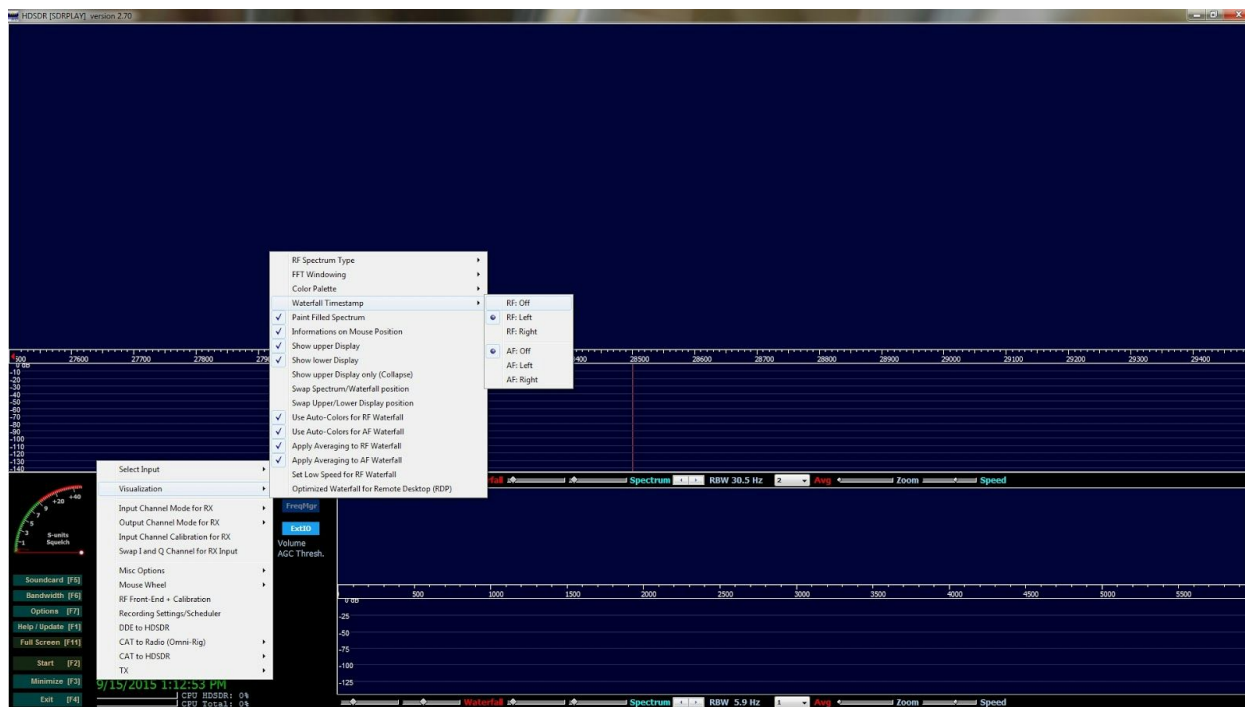 HDSDR [SDRPLAY] version 2.70
RF Spectrum Type
FFT Windowing
Color Palette
Waterfall Timestamp
Paint Filled Spectrum
Informations on Mouse Position
Show upper Display
Show lower Display
Show upper Display only (Collapse)
Swap Spectrum/Waterfall position
Swap Upper/Lower Display position
Use Auto-Colors for RF Waterfall
Use Auto-Colors for AF Waterfall
Apply Averaging to RF Waterfall
Apply Averaging to AF Waterfall
Set Low Speed for RF Waterfall
Optimized Waterfall for Remote Desktop (RDP)
RF: Off
RF: Left
RF: Right
AF: Off
AF: Left
AF: Right
27600 27700 27800 28500 28600 28700 28800 28900 29000 29100 29200 29300 29400
-10
-20
-30
-40
-50
-60
-70
-80
-90
-100
-110
-120
-130
-140
Spectrum RBW 30.5 Hz 2 Avg Zoom Speed
Select Input
Visualization
Input Channel Mode for RX
Output Channel Mode for RX
Input Channel Calibration for RX
Swap I and Q Channel for RX Input
Misc Options
Mouse Wheel
RF Front-End + Calibration
Recording Settings/Scheduler
DDE to HDSDR
CAT to Radio (Omni-Rig)
CAT to HDSDR
TX
1 3 5 7 9 +20 +40
S-units
Squelch
FreqMgr
ExtIO
Volume
AGC Thresh.
Soundcard [F5]
Bandwidth [F6]
Options [F7]
Help / Update [F1]
Full Screen [F11]
Start [F2]
Minimize [F3]
Exit [F4]
9/15/2015 1:12:53 PM
CPU HDSDR: 0%
CPU Total: 0%
500 1000 1500 2000 2500 3000 3500 4000 4500 5000 5500
-25
-50
-75
-100
-125
Waterfall Spectrum RBW 5.9 Hz 1 Avg Zoom Speed